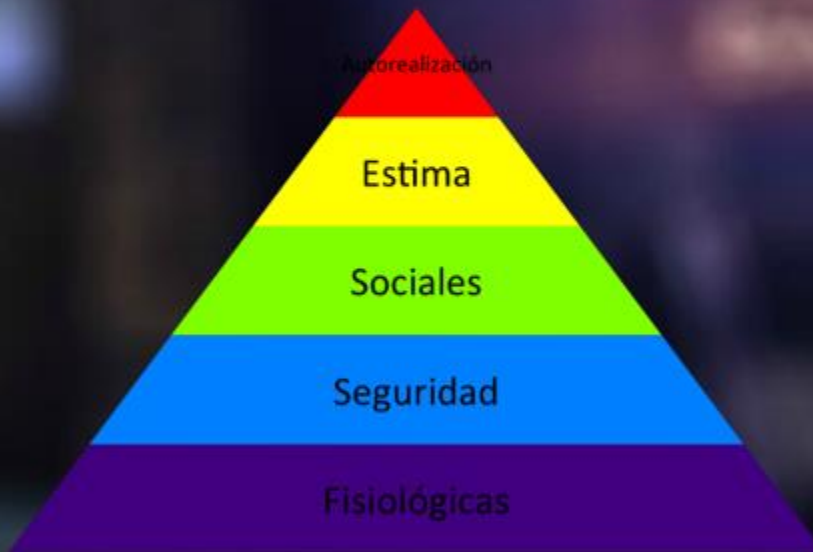 Autorealización
Estima
Sociales
Seguridad
Fisiológicas